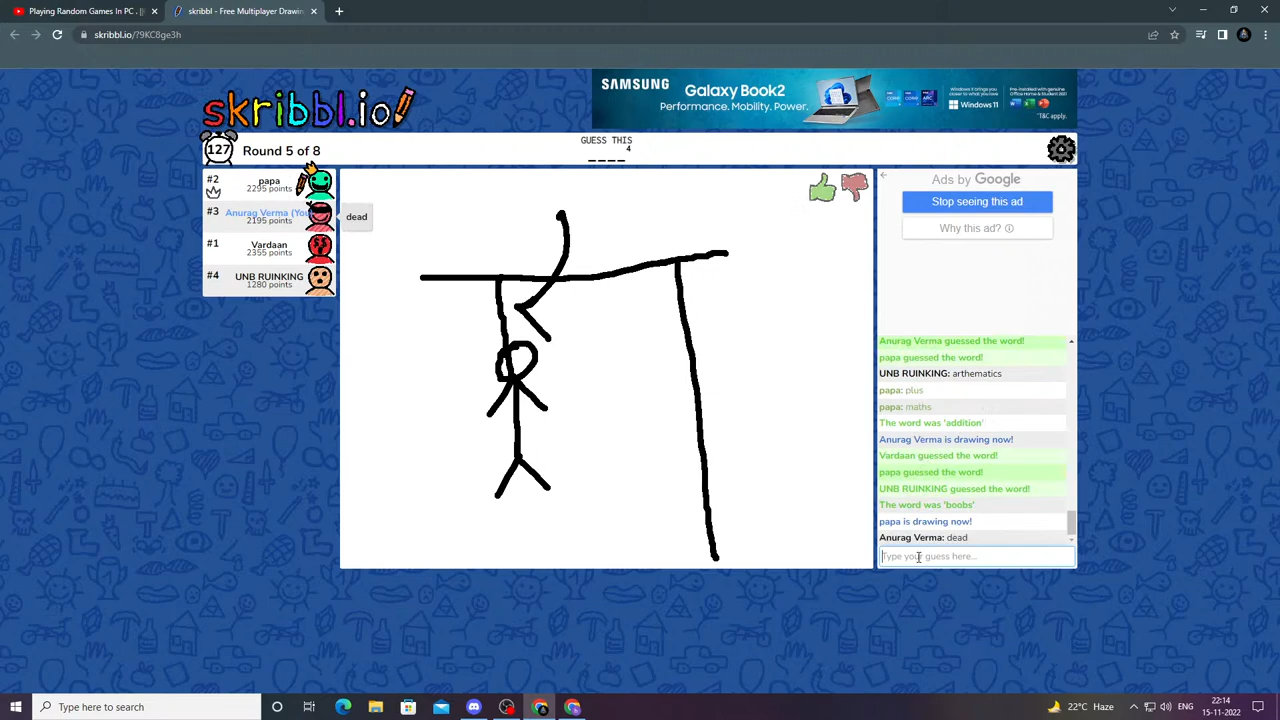 Playing Random Games In PC . |
skribbl - Free Multiplayer Drawin
skribbl.io/?9KC8ge3h
skribbl.io
SAMSUNG
Galaxy Book2
Performance. Mobility. Power.
Windows 11
*T&C apply.
127
Round 5 of 8
GUESS THIS
4
____
#2
papa
2295 points
#3
Anurag Verma (You
2195 points
dead
#1
Vardaan
2355 points
#4
UNB RUINKING
1280 points
Ads by Google
Stop seeing this ad
Why this ad?
Anurag Verma guessed the word!
papa guessed the word!
UNB RUINKING: arthematics
papa: plus
papa: maths
The word was 'addition'
Anurag Verma is drawing now!
Vardaan guessed the word!
papa guessed the word!
UNB RUINKING guessed the word!
The word was 'boobs'
papa is drawing now!
Anurag Verma: dead
Type your guess here...
Type here to search
22°C Haze
ENG
22:14
15-11-2022